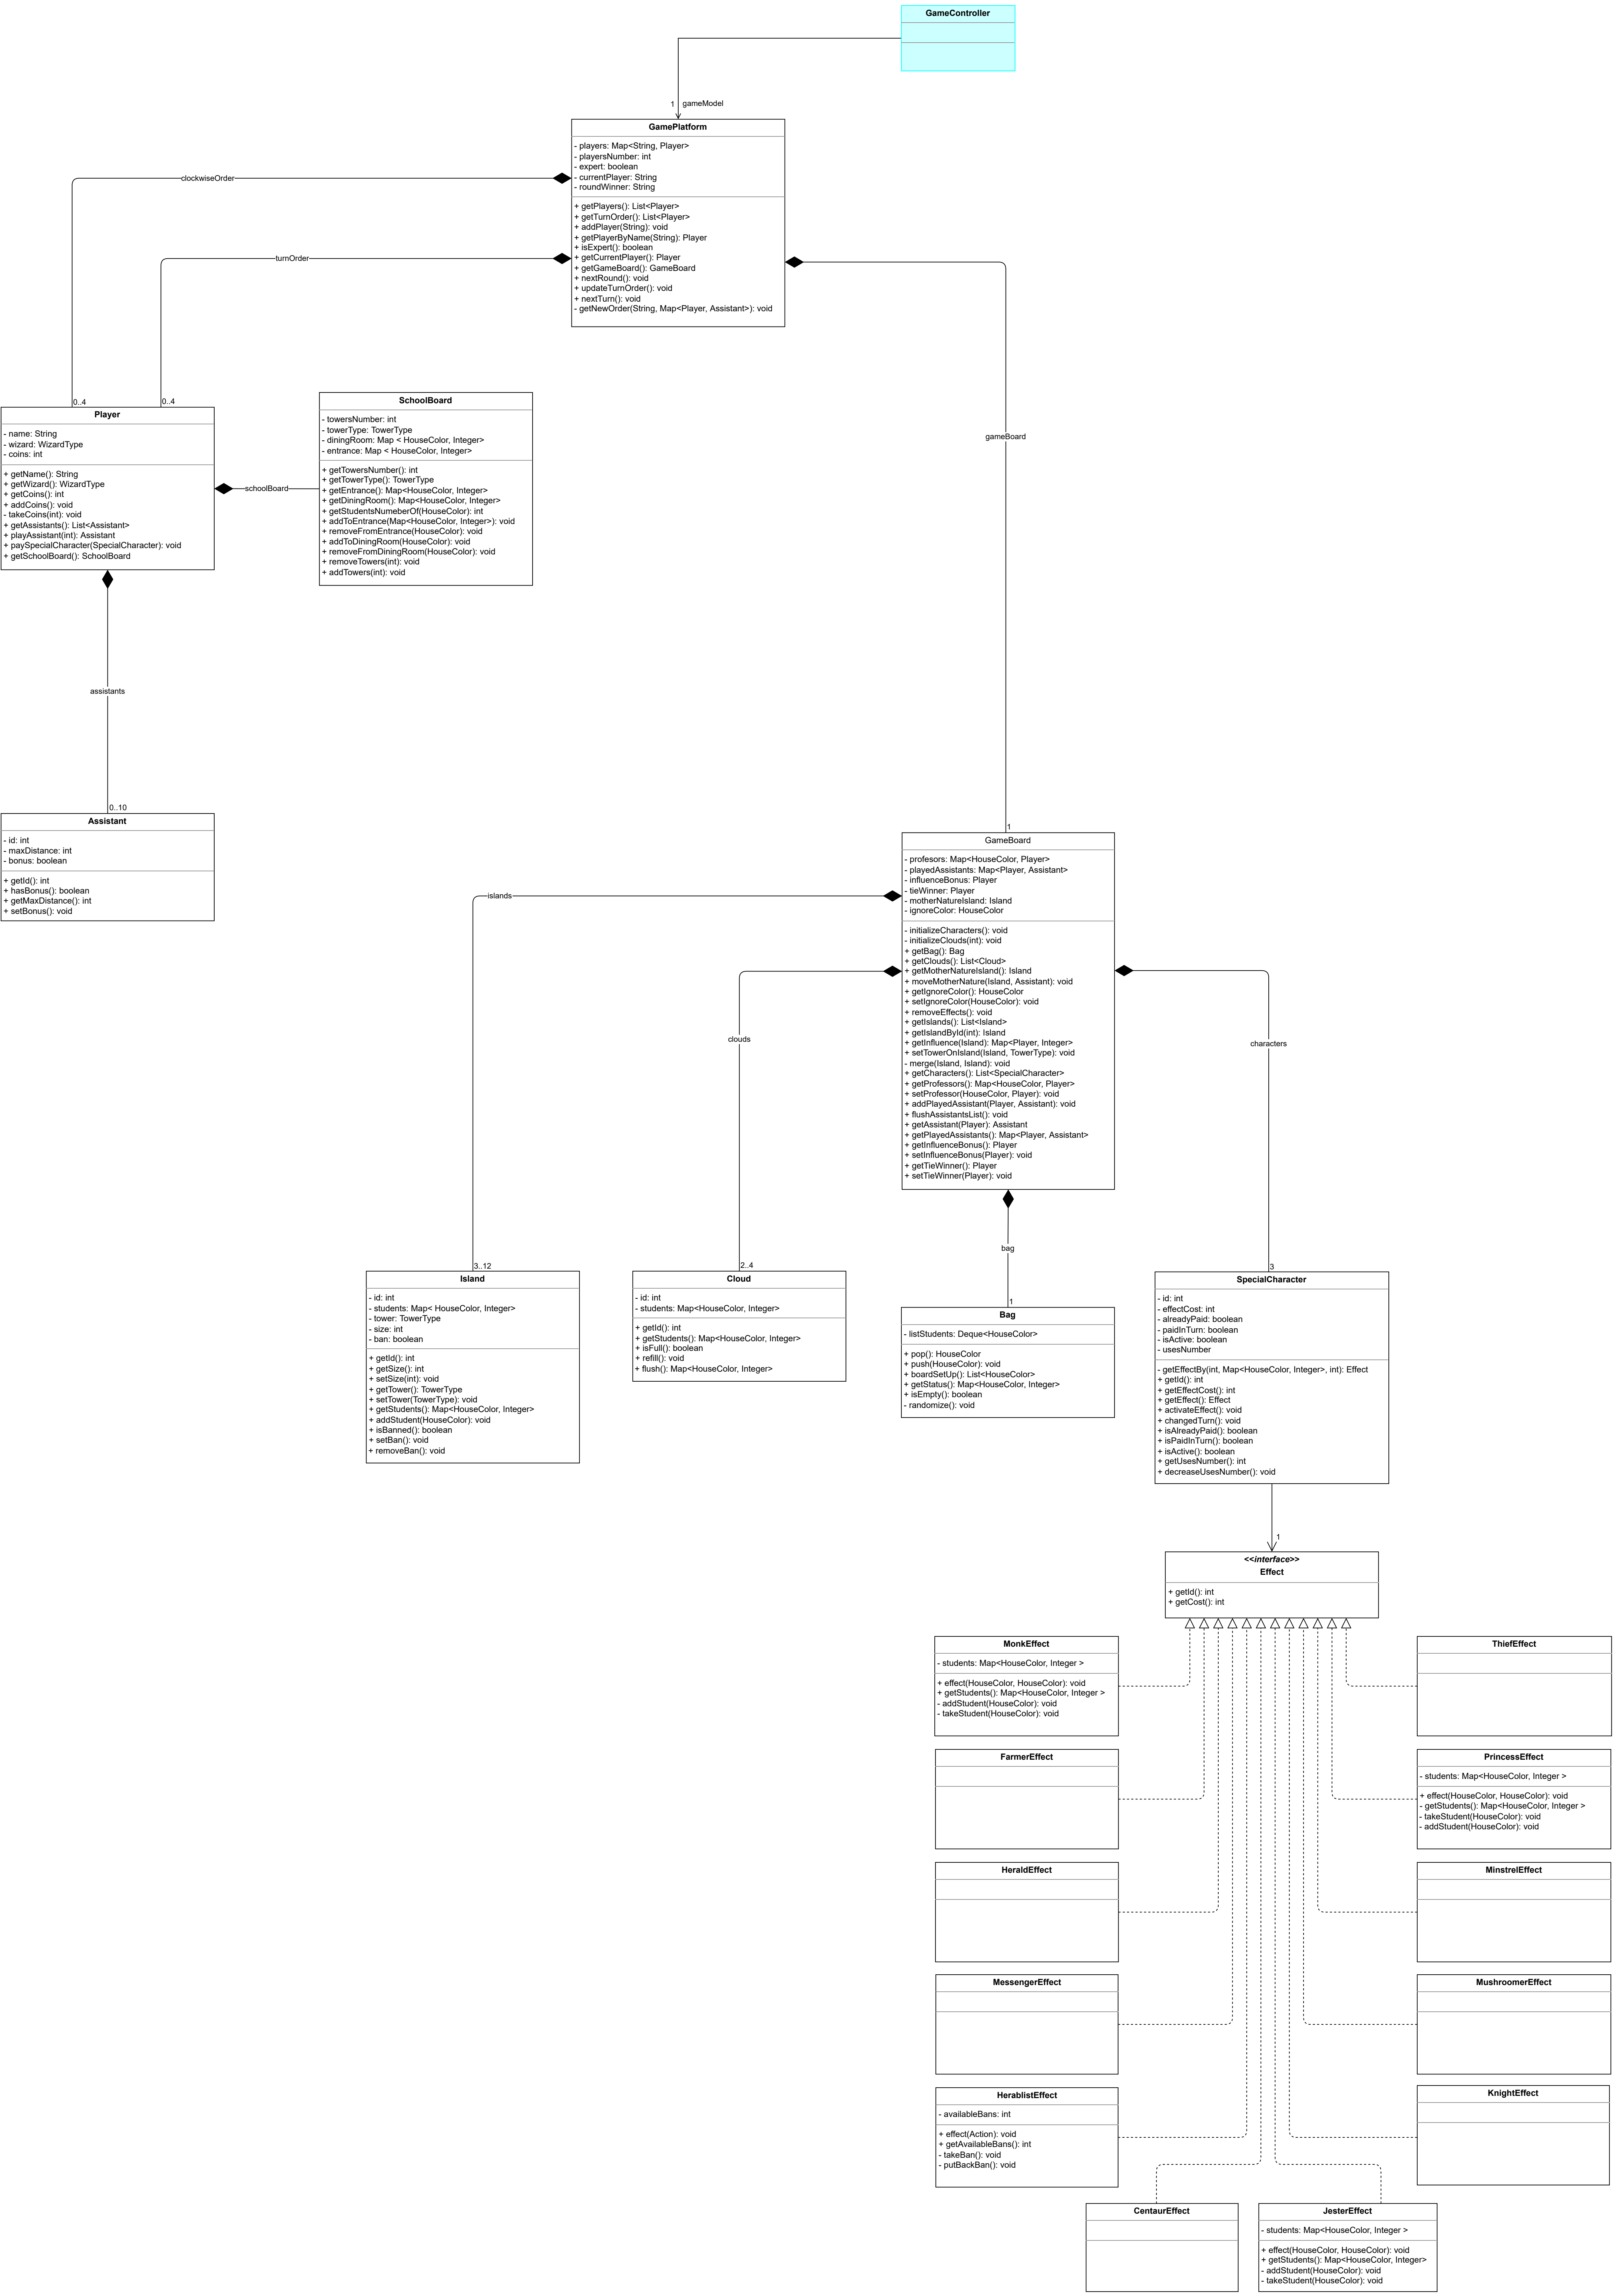 GameController
1
gameModel
GamePlatform
- players: Map<String, Player>
- playersNumber: int
- expert: boolean
- currentPlayer: String
- roundWinner: String
+ getPlayers(): List<Player>
+ getTurnOrder(): List<Player>
+ addPlayer(String): void
+ getPlayerByName(String): Player
+ isExpert(): boolean
+ getCurrentPlayer(): Player
+ getGameBoard(): GameBoard
+ nextRound(): void
+ updateTurnOrder(): void
+ nextTurn(): void
- getNewOrder(String, Map<Player, Assistant>): void
clockwiseOrder
turnOrder
0..4
0..4
gameBoard
Player
- name: String
- wizard: WizardType
- coins: int
+ getName(): String
+ getWizard(): WizardType
+ getCoins(): int
+ addCoins(): void
- takeCoins(int): void
+ getAssistants(): List<Assistant>
+ playAssistant(int): Assistant
+ paySpecialCharacter(SpecialCharacter): void
+ getSchoolBoard(): SchoolBoard
schoolBoard
SchoolBoard
- towersNumber: int
- towerType: TowerType
- diningRoom: Map < HouseColor, Integer>
- entrance: Map < HouseColor, Integer>
+ getTowersNumber(): int
+ getTowerType(): TowerType
+ getEntrance(): Map<HouseColor, Integer>
+ getDiningRoom(): Map<HouseColor, Integer>
+ getStudentsNumeberOf(HouseColor): int
+ addToEntrance(Map<HouseColor, Integer>): void
+ removeFromEntrance(HouseColor): void
+ addToDiningRoom(HouseColor): void
+ removeFromDiningRoom(HouseColor): void
+ removeTowers(int): void
+ addTowers(int): void
assistants
0..10
Assistant
- id: int
- maxDistance: int
- bonus: boolean
+ getId(): int
+ hasBonus(): boolean
+ getMaxDistance(): int
+ setBonus(): void
1
GameBoard
- profesors: Map<HouseColor, Player>
- playedAssistants: Map<Player, Assistant>
- influenceBonus: Player
- tieWinner: Player
- motherNatureIsland: Island
- ignoreColor: HouseColor
- initializeCharacters(): void
- initializeClouds(int): void
+ getBag(): Bag
+ getClouds(): List<Cloud>
+ getMotherNatureIsland(): Island
+ moveMotherNature(Island, Assistant): void
+ getIgnoreColor(): HouseColor
+ setIgnoreColor(HouseColor): void
+ removeEffects(): void
+ getIslands(): List<Island>
+ getIslandById(int): Island
+ getInfluence(Island): Map<Player, Integer>
+ setTowerOnIsland(Island, TowerType): void
- merge(Island, Island): void
+ getCharacters(): List<SpecialCharacter>
+ getProfessors(): Map<HouseColor, Player>
+ setProfessor(HouseColor, Player): void
+ addPlayedAssistant(Player, Assistant): void
+ flushAssistantsList(): void
+ getAssistant(Player): Assistant
+ getPlayedAssistants(): Map<Player, Assistant>
+ getInfluenceBonus(): Player
+ setInfluenceBonus(Player): void
+ getTieWinner(): Player
+ setTieWinner(Player): void
islands
clouds
characters
bag
3..12
Island
- id: int
- students: Map< HouseColor, Integer>
- tower: TowerType
- size: int
- ban: boolean
+ getId(): int
+ getSize(): int
+ setSize(int): void
+ getTower(): TowerType
+ setTower(TowerType): void
+ getStudents(): Map<HouseColor, Integer>
+ addStudent(HouseColor): void
+ isBanned(): boolean
+ setBan(): void
+ removeBan(): void
2..4
Cloud
- id: int
- students: Map<HouseColor, Integer>
+ getId(): int
+ getStudents(): Map<HouseColor, Integer>
+ isFull(): boolean
+ refill(): void
+ flush(): Map<HouseColor, Integer>
1
Bag
- listStudents: Deque<HouseColor>
+ pop(): HouseColor
+ push(HouseColor): void
+ boardSetUp(): List<HouseColor>
+ getStatus(): Map<HouseColor, Integer>
+ isEmpty(): boolean
- randomize(): void
3
SpecialCharacter
- id: int
- effectCost: int
- alreadyPaid: boolean
- paidInTurn: boolean
- isActive: boolean
- usesNumber
- getEffectBy(int, Map<HouseColor, Integer>, int): Effect
+ getId(): int
+ getEffectCost(): int
+ getEffect(): Effect
+ activateEffect(): void
+ changedTurn(): void
+ isAlreadyPaid(): boolean
+ isPaidInTurn(): boolean
+ isActive(): boolean
+ getUsesNumber(): int
+ decreaseUsesNumber(): void
1
<<interface>>
Effect
+ getId(): int
+ getCost(): int
MonkEffect
- students: Map<HouseColor, Integer >
+ effect(HouseColor, HouseColor): void
+ getStudents(): Map<HouseColor, Integer >
- addStudent(HouseColor): void
- takeStudent(HouseColor): void
ThiefEffect
FarmerEffect
PrincessEffect
- students: Map<HouseColor, Integer >
+ effect(HouseColor, HouseColor): void
- getStudents(): Map<HouseColor, Integer >
- takeStudent(HouseColor): void
- addStudent(HouseColor): void
HeraldEffect
MinstrelEffect
MessengerEffect
MushroomerEffect
HerablistEffect
- availableBans: int
+ effect(Action): void
+ getAvailableBans(): int
- takeBan(): void
- putBackBan(): void
KnightEffect
CentaurEffect
JesterEffect
- students: Map<HouseColor, Integer >
+ effect(HouseColor, HouseColor): void
+ getStudents(): Map<HouseColor, Integer>
- addStudent(HouseColor): void
- takeStudent(HouseColor): void